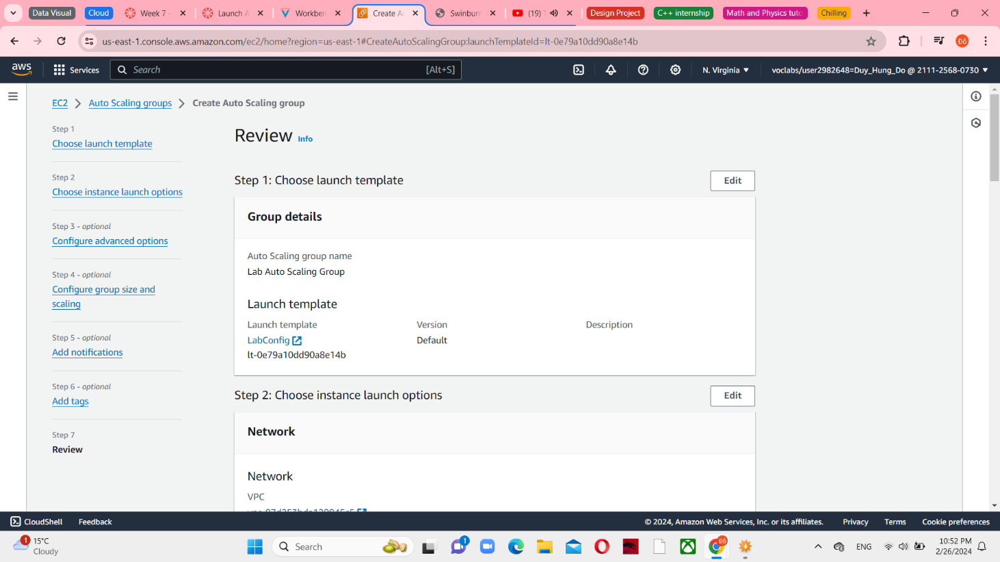 Data Visual
Cloud
Week 7 -
Launch A
Workben
Create Au
Swinburn
(19) T
Design Project
C++ internship
Math and Physics tuto
Chilling
us-east-1.console.aws.amazon.com/ec2/home?region=us-east-1#CreateAutoScalingGroup:launchTemplateId=lt-0e79a10dd90a8e14b
Đô
aws
Services
Search
[Alt+S]
N. Virginia
voclabs/user2982648=Duy_Hung_Do @ 2111-2568-0730
EC2
Auto Scaling groups
Create Auto Scaling group
Step 1
Choose launch template
Step 2
Choose instance launch options
Step 3 - optional
Configure advanced options
Step 4 - optional
Configure group size and
scaling
Step 5 - optional
Add notifications
Step 6 - optional
Add tags
Step 7
Review
Review Info
Step 1: Choose launch template
Edit
Group details
Auto Scaling group name
Lab Auto Scaling Group
Launch template
Launch template
Version
Description
LabConfig
Default
lt-0e79a10dd90a8e14b
Step 2: Choose instance launch options
Edit
Network
Network
VPC
CloudShell
Feedback
© 2024, Amazon Web Services, Inc. or its affiliates.
Privacy
Terms
Cookie preferences
1
15°C
Cloudy
Search
1
Đô
ENG
10:52 PM
2/26/2024